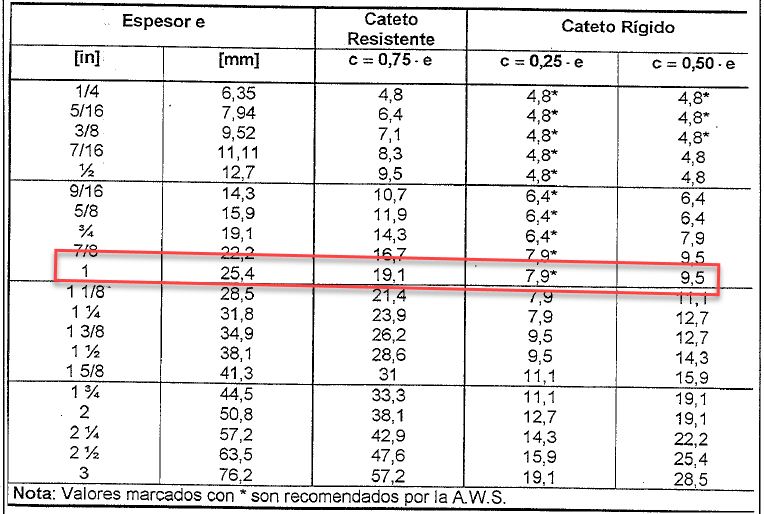 Espesor e Cateto Resistente Cateto Rígido
[in] [mm] c = 0,75 · e c = 0,25 · e c = 0,50 · e
1/4 6,35 4,8 4,8* 4,8*
5/16 7,94 6,4 4,8* 4,8*
3/8 9,52 7,1 4,8* 4,8*
7/16 11,11 8,3 4,8* 4,8
½ 12,7 9,5 4,8* 4,8
9/16 14,3 10,7 6,4* 6,4
5/8 15,9 11,9 6,4* 6,4
¾ 19,1 14,3 6,4* 7,9
7/8 22,2 16,7 7,9* 9,5
1 25,4 19,1 7,9* 9,5
1 1/8 28,5 21,4 7,9 11,1
1 ¼ 31,8 23,9 7,9 12,7
1 3/8 34,9 26,2 9,5 12,7
1 ½ 38,1 28,6 9,5 14,3
1 5/8 41,3 31 11,1 15,9
1 ¾ 44,5 33,3 11,1 19,1
2 50,8 38,1 12,7 19,1
2 ¼ 57,2 42,9 14,3 22,2
2 ½ 63,5 47,6 15,9 25,4
3 76,2 57,2 19,1 28,5
Nota: Valores marcados con * son recomendados por la A.W.S.